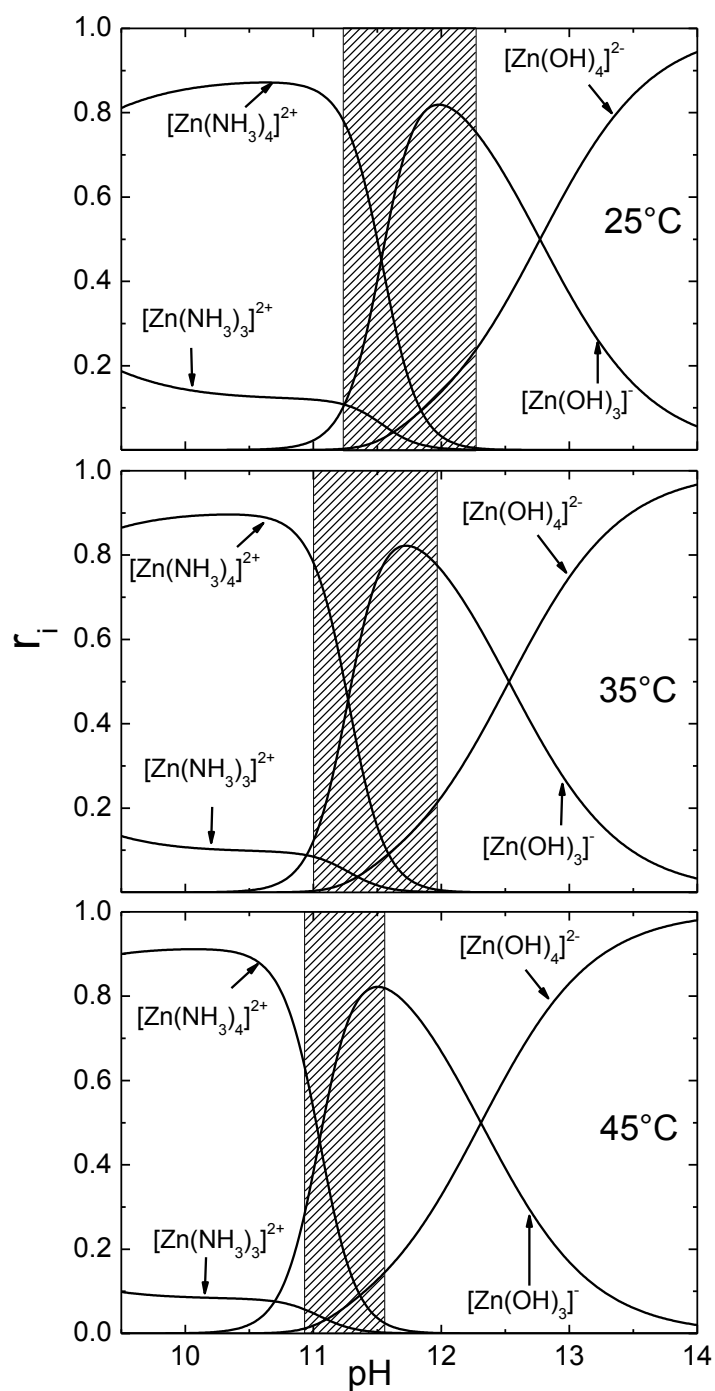 1.0
[Zn(OH)₄]²⁻
[Zn(NH₃)₄]²⁺
0.8
0.6
25°C
0.4
[Zn(NH₃)₃]²⁺
0.2
[Zn(OH)₃]⁻
1.0
[Zn(OH)₄]²⁻
0.8
[Zn(NH₃)₄]²⁺
rᵢ
0.6
35°C
0.4
[Zn(NH₃)₃]²⁺
0.2
[Zn(OH)₃]⁻
1.0
[Zn(OH)₄]²⁻
0.8
[Zn(NH₃)₄]²⁺
0.6
45°C
0.4
[Zn(NH₃)₃]²⁺
0.2
[Zn(OH)₃]⁻
0.0
10 11 12 13 14
pH